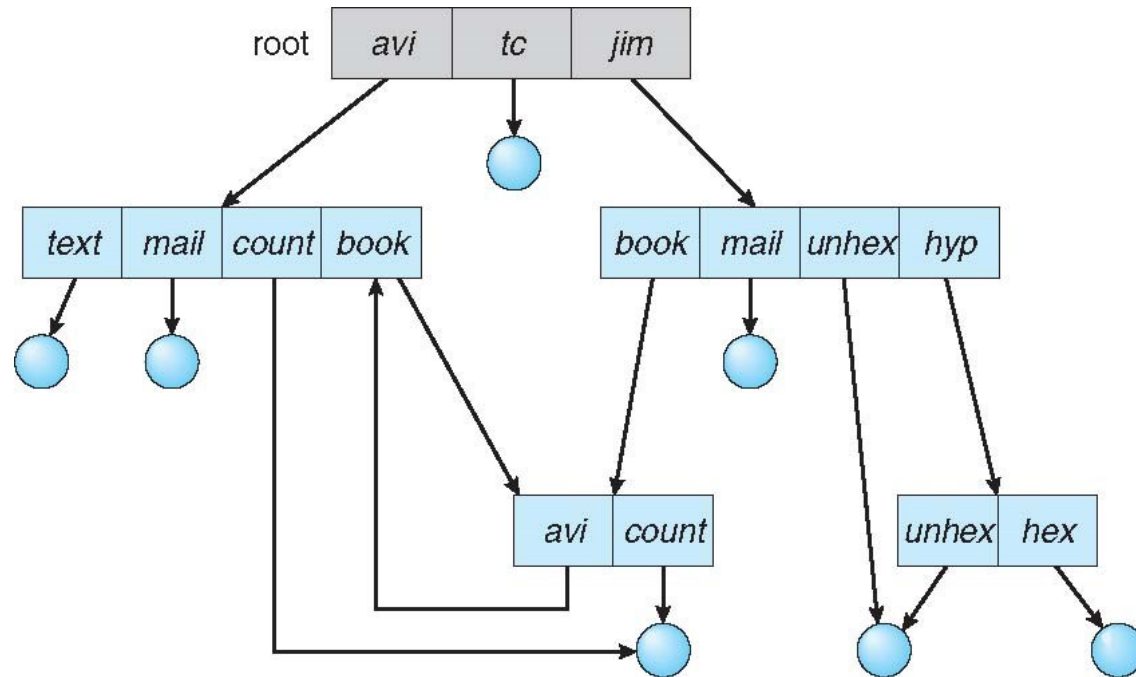 root avi tc jim
text mail count book book mail unhex hyp
avi count unhex hex